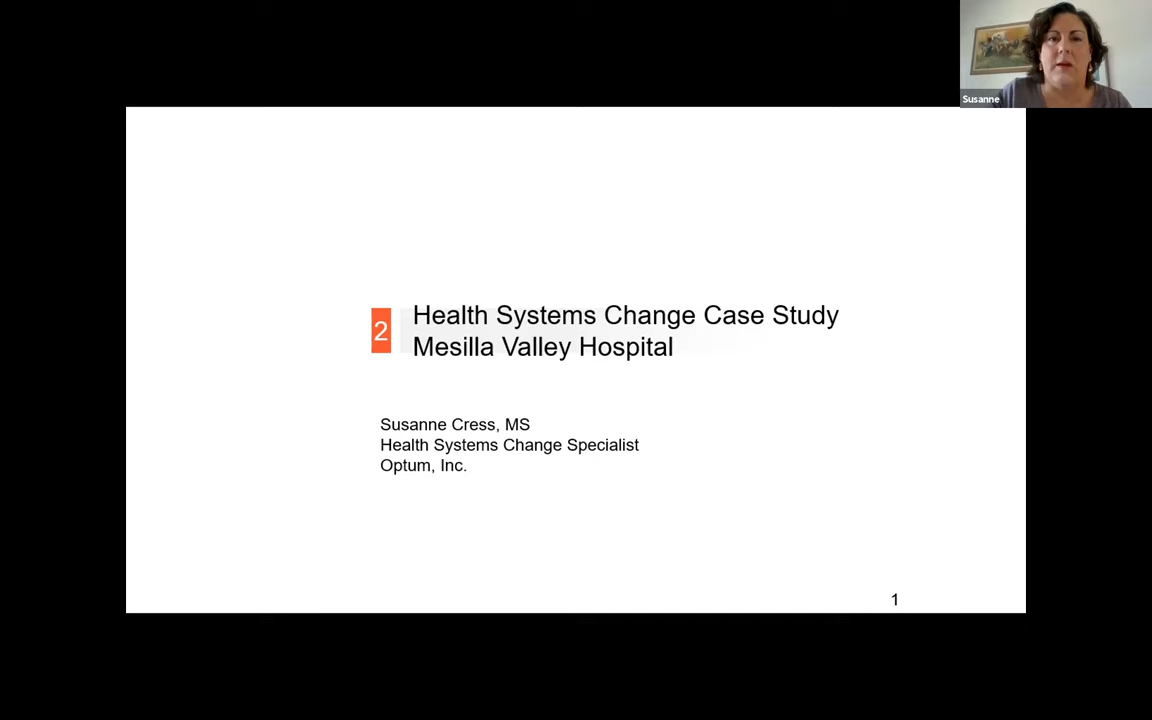 Susanne
2
Health Systems Change Case Study
Mesilla Valley Hospital
Susanne Cress, MS
Health Systems Change Specialist
Optum, Inc.
1